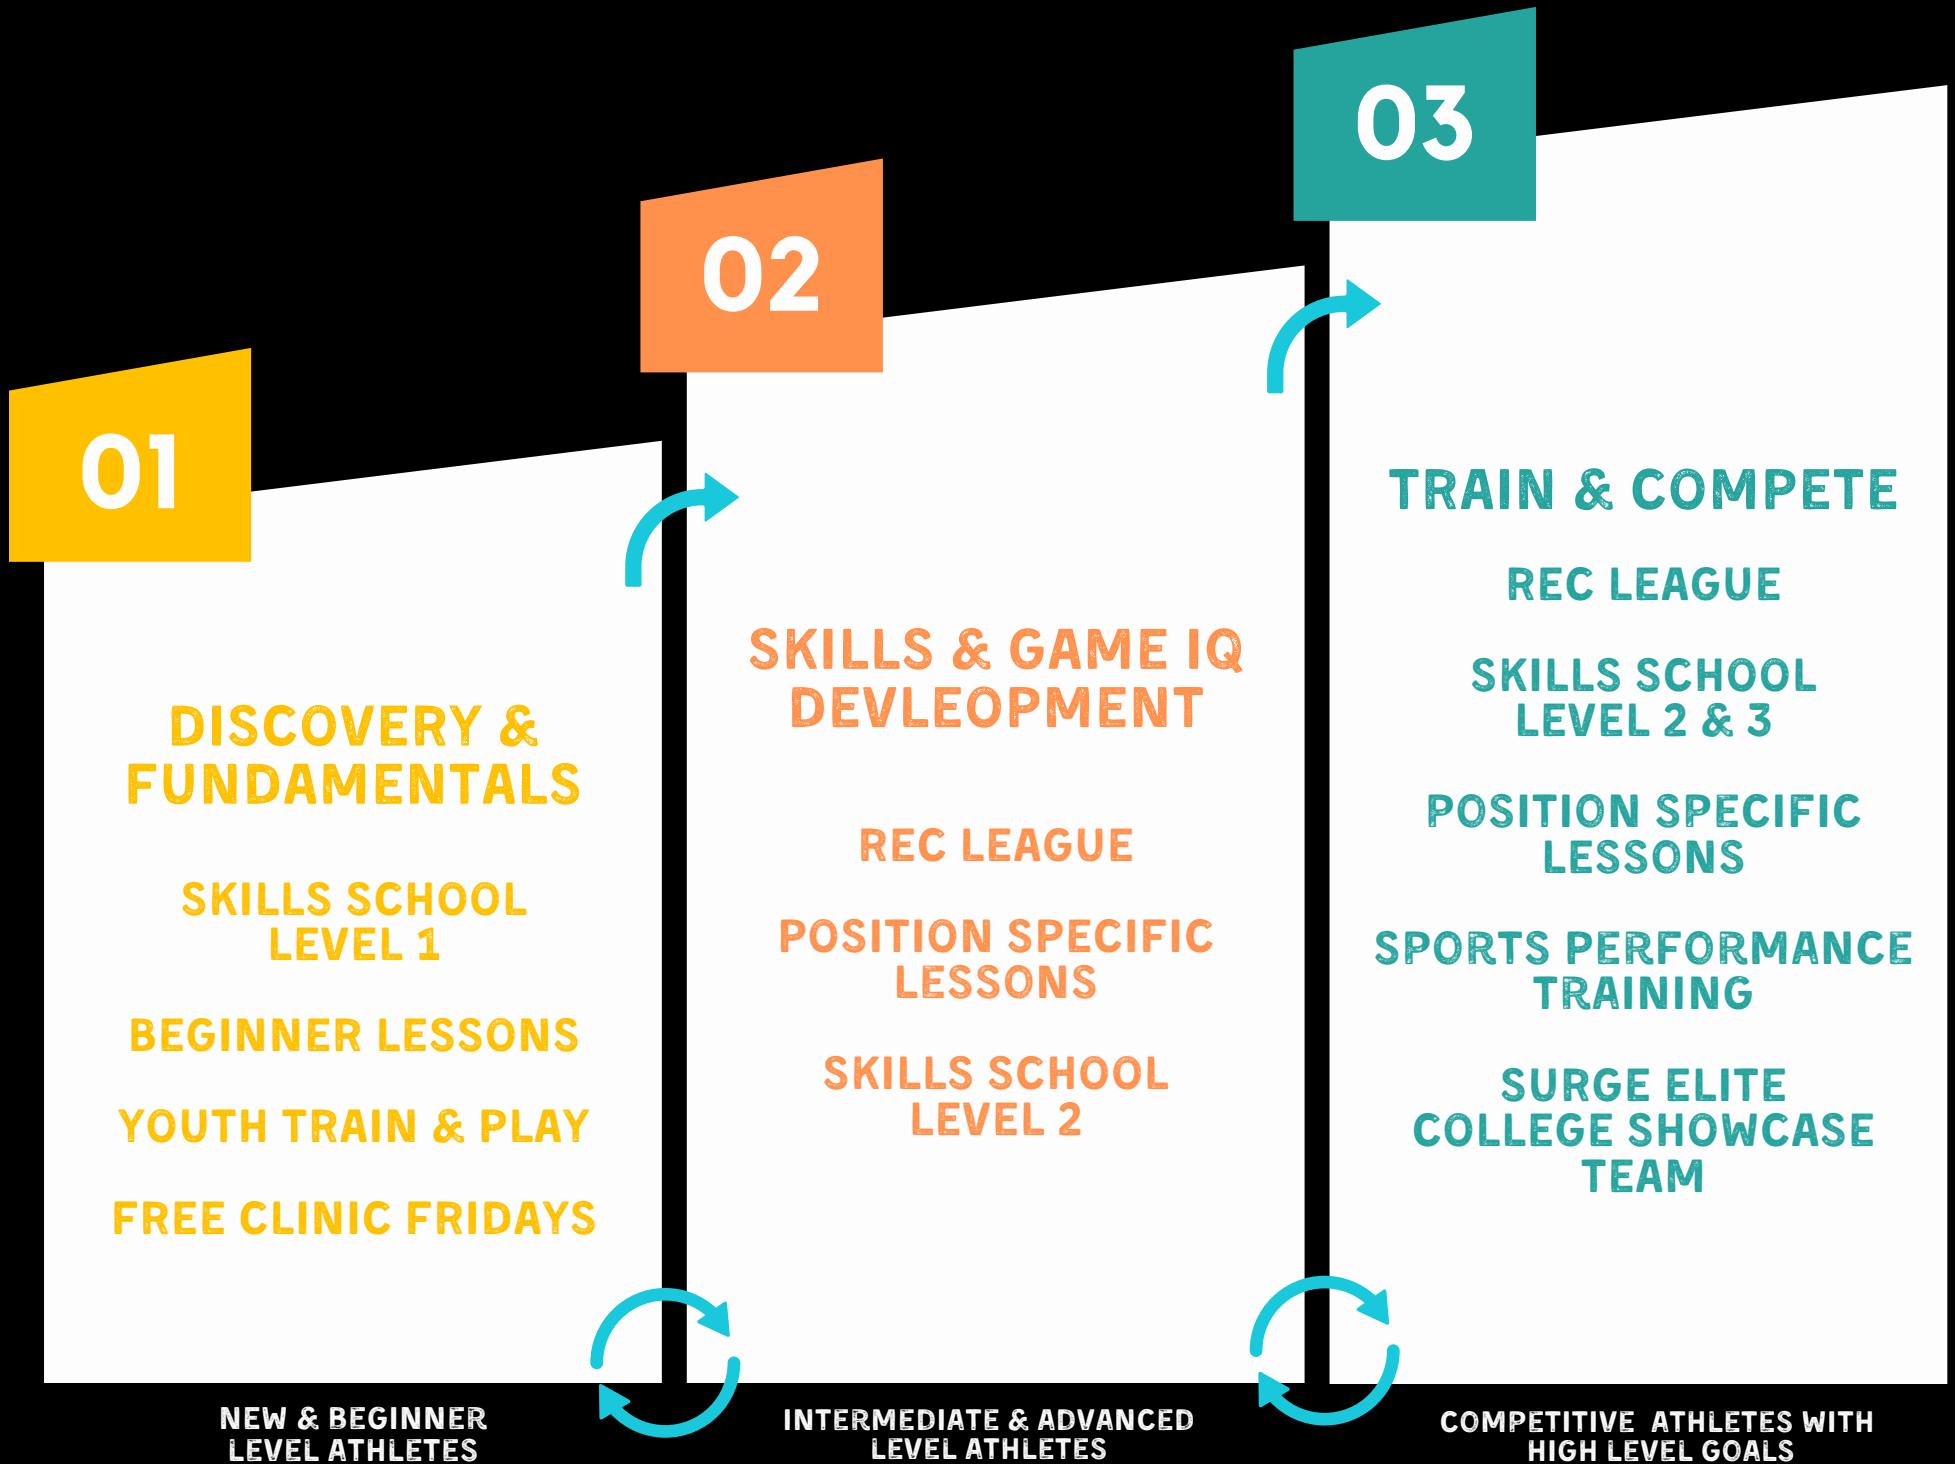 01
DISCOVERY &
FUNDAMENTALS
SKILLS SCHOOL
LEVEL 1
BEGINNER LESSONS
YOUTH TRAIN & PLAY
FREE CLINIC FRIDAYS
NEW & BEGINNER
LEVEL ATHLETES
02
SKILLS & GAME IQ
DEVLEOPMENT
REC LEAGUE
POSITION SPECIFIC
LESSONS
SKILLS SCHOOL
LEVEL 2
INTERMEDIATE & ADVANCED
LEVEL ATHLETES
03
TRAIN & COMPETE
REC LEAGUE
SKILLS SCHOOL
LEVEL 2 & 3
POSITION SPECIFIC
LESSONS
SPORTS PERFORMANCE
TRAINING
SURGE ELITE
COLLEGE SHOWCASE
TEAM
COMPETITIVE ATHLETES WITH
HIGH LEVEL GOALS